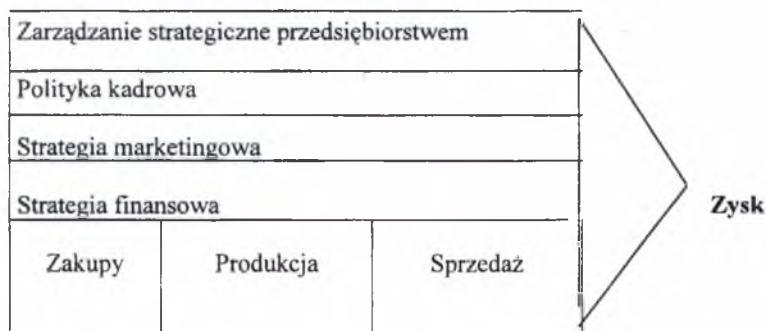 Zarządzanie strategiczne przedsiębiorstwem
Polityka kadrowa
Strategia marketingowa
Strategia finansowa
Zysk
Zakupy Produkcja Sprzedaż